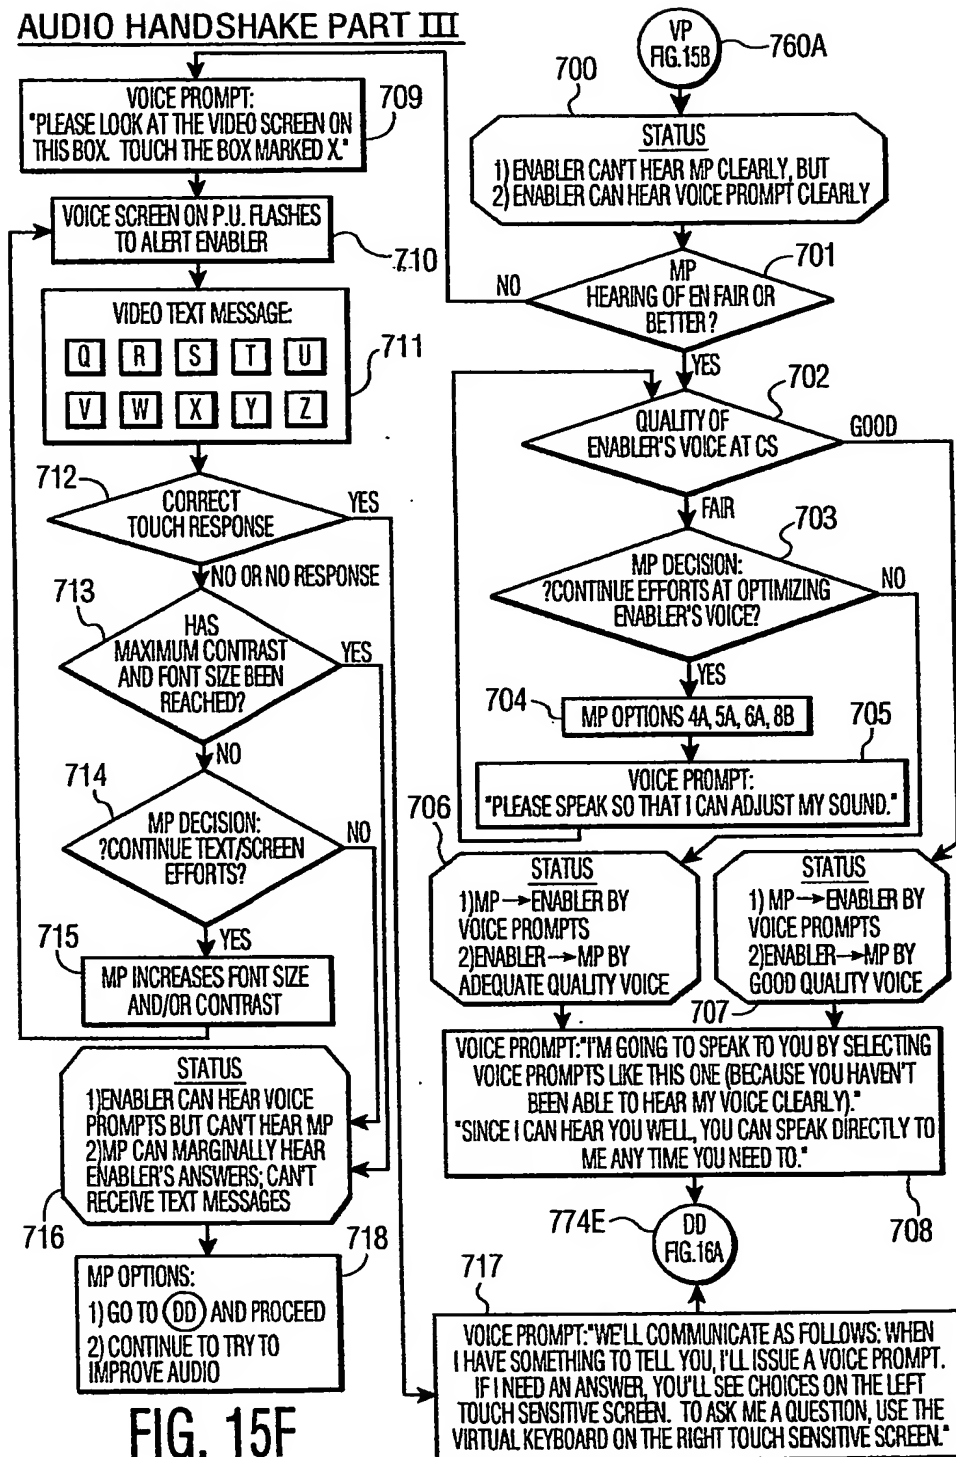 AUDIO HANDSHAKE PART III
VP
FIG.15B
760A
700
STATUS
1) ENABLER CAN'T HEAR MP CLEARLY, BUT
2) ENABLER CAN HEAR VOICE PROMPT CLEARLY
701
MP
HEARING OF EN FAIR OR
BETTER?
NO
YES
702
QUALITY OF
ENABLER'S VOICE AT CS
GOOD
FAIR
703
MP DECISION:
?CONTINUE EFFORTS AT OPTIMIZING
ENABLER'S VOICE?
NO
YES
704
MP OPTIONS 4A, 5A, 6A, 8B
705
VOICE PROMPT:
"PLEASE SPEAK SO THAT I CAN ADJUST MY SOUND."
706
STATUS
1)MP→ENABLER BY
VOICE PROMPTS
2)ENABLER→MP BY
ADEQUATE QUALITY VOICE
STATUS
1) MP→ENABLER BY
VOICE PROMPTS
2)ENABLER→MP BY
GOOD QUALITY VOICE
707
VOICE PROMPT:"I'M GOING TO SPEAK TO YOU BY SELECTING
VOICE PROMPTS LIKE THIS ONE (BECAUSE YOU HAVEN'T
BEEN ABLE TO HEAR MY VOICE CLEARLY)."
"SINCE I CAN HEAR YOU WELL, YOU CAN SPEAK DIRECTLY TO
ME ANY TIME YOU NEED TO."
708
774E
DD
FIG.16A
709
VOICE PROMPT:
"PLEASE LOOK AT THE VIDEO SCREEN ON
THIS BOX. TOUCH THE BOX MARKED X."
VOICE SCREEN ON P.U. FLASHES
TO ALERT ENABLER
710
VIDEO TEXT MESSAGE:
Q R S T U
V W X Y Z
711
712
CORRECT
TOUCH RESPONSE
YES
NO OR NO RESPONSE
713
HAS
MAXIMUM CONTRAST
AND FONT SIZE BEEN
REACHED?
YES
NO
714
MP DECISION:
?CONTINUE TEXT/SCREEN
EFFORTS?
NO
YES
715
MP INCREASES FONT SIZE
AND/OR CONTRAST
STATUS
1)ENABLER CAN HEAR VOICE
PROMPTS BUT CAN'T HEAR MP
2)MP CAN MARGINALLY HEAR
ENABLER'S ANSWERS; CAN'T
RECEIVE TEXT MESSAGES
716
718
MP OPTIONS:
1) GO TO DD AND PROCEED
2) CONTINUE TO TRY TO
IMPROVE AUDIO
717
VOICE PROMPT:"WE'LL COMMUNICATE AS FOLLOWS: WHEN
I HAVE SOMETHING TO TELL YOU, I'LL ISSUE A VOICE PROMPT.
IF I NEED AN ANSWER, YOU'LL SEE CHOICES ON THE LEFT
TOUCH SENSITIVE SCREEN. TO ASK ME A QUESTION, USE THE
VIRTUAL KEYBOARD ON THE RIGHT TOUCH SENSITIVE SCREEN."
FIG. 15F